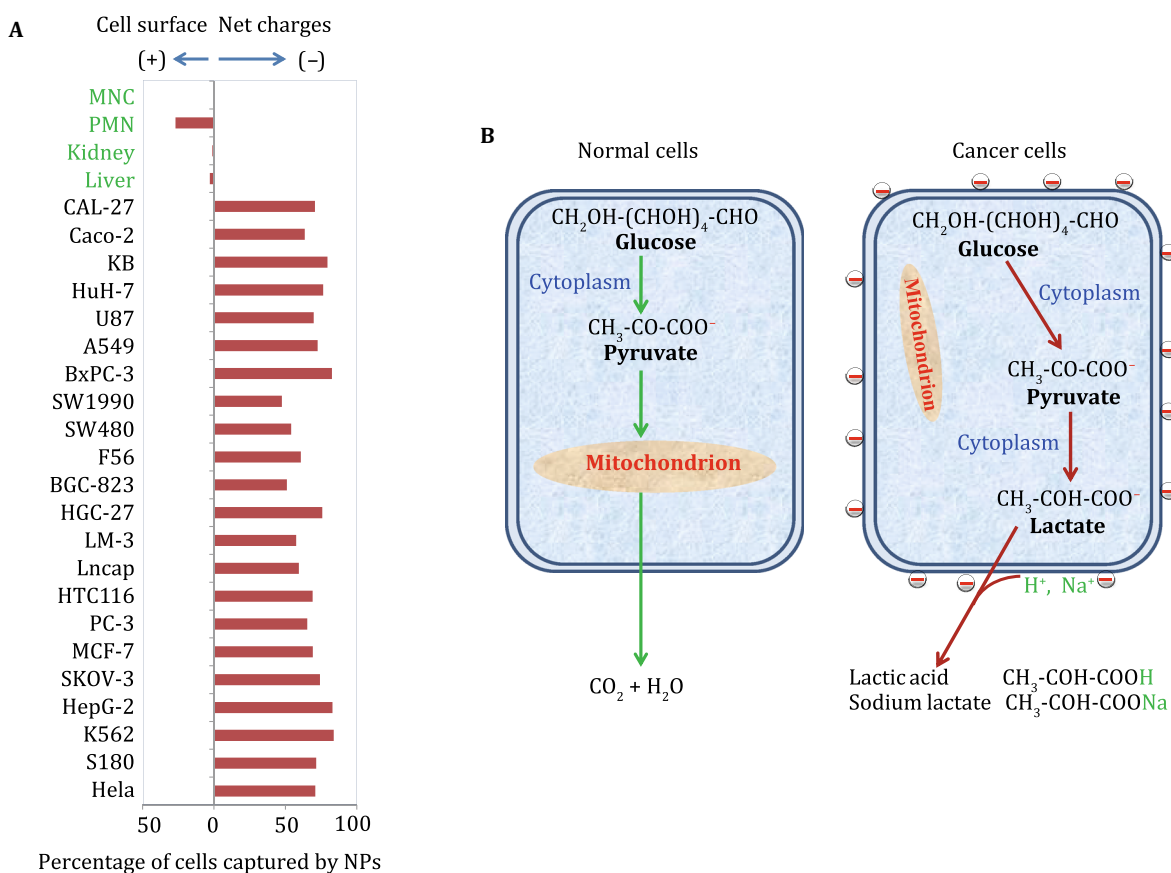 A
Cell surface Net charges
(+) (−)
MNC
PMN
Kidney
Liver
CAL-27
Caco-2
KB
HuH-7
U87
A549
BxPC-3
SW1990
SW480
F56
BGC-823
HGC-27
LM-3
Lncap
HTC116
PC-3
MCF-7
SKOV-3
HepG-2
K562
S180
Hela
50 0 50 100
Percentage of cells captured by NPs
B
Normal cells
CH₂OH-(CHOH)₄-CHO
Glucose
Cytoplasm
CH₃-CO-COO⁻
Pyruvate
Mitochondrion
CO₂ + H₂O
Cancer cells
CH₂OH-(CHOH)₄-CHO
Glucose
Mitochondrion
Cytoplasm
CH₃-CO-COO⁻
Pyruvate
Cytoplasm
CH₃-COH-COO⁻
Lactate
H⁺, Na⁺
Lactic acid CH₃-COH-COOH
Sodium lactate CH₃-COH-COONa